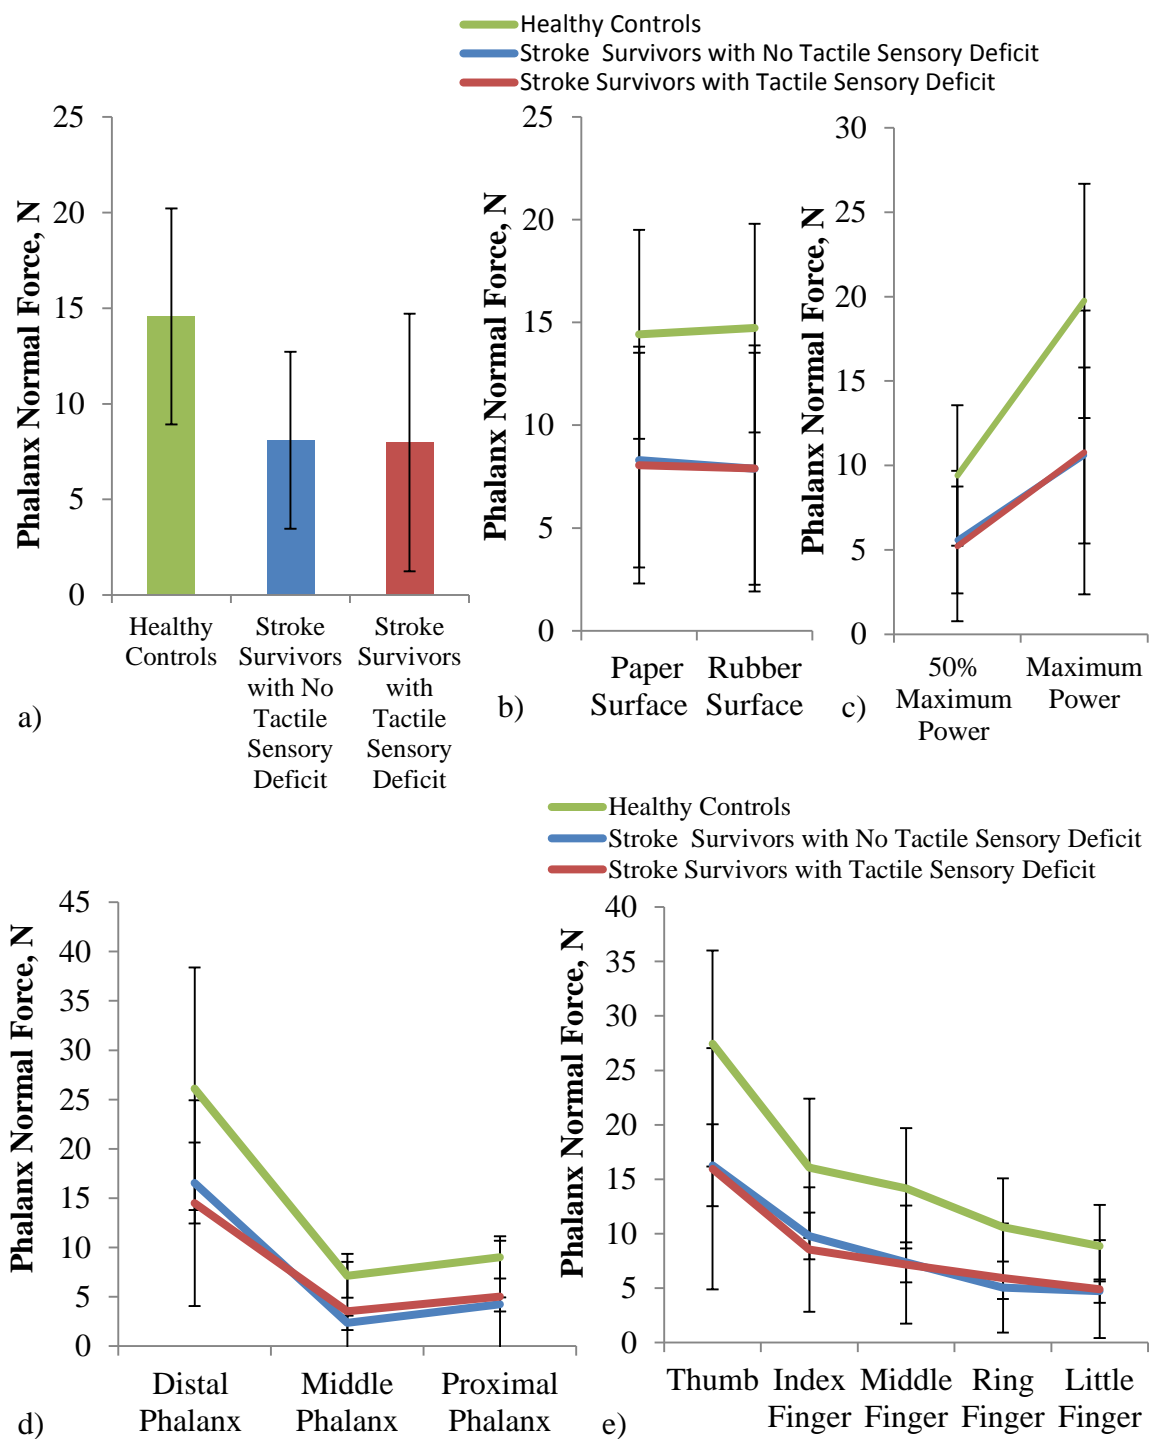 Healthy Controls
Stroke  Survivors with No Tactile Sensory Deficit
Stroke Survivors with Tactile Sensory Deficit
Phalanx Normal Force, N
25
20
15
10
5
0
Healthy
Controls
Stroke
Survivors
with No
Tactile
Sensory
Deficit
Stroke
Survivors
with
Tactile
Sensory
Deficit
a)
Phalanx Normal Force, N
25
20
15
10
5
0
Paper
Surface
Rubber
Surface
b)
Phalanx Normal Force, N
30
25
20
15
10
5
0
50%
Maximum
Power
Maximum
Power
c)
Healthy Controls
Stroke  Survivors with No Tactile Sensory Deficit
Stroke Survivors with Tactile Sensory Deficit
Phalanx Normal Force, N
45
40
35
30
25
20
15
10
5
0
Distal
Phalanx
Middle
Phalanx
Proximal
Phalanx
d)
Phalanx Normal Force, N
40
35
30
25
20
15
10
5
0
Thumb
Index
Finger
Middle
Finger
Ring
Finger
Little
Finger
e)